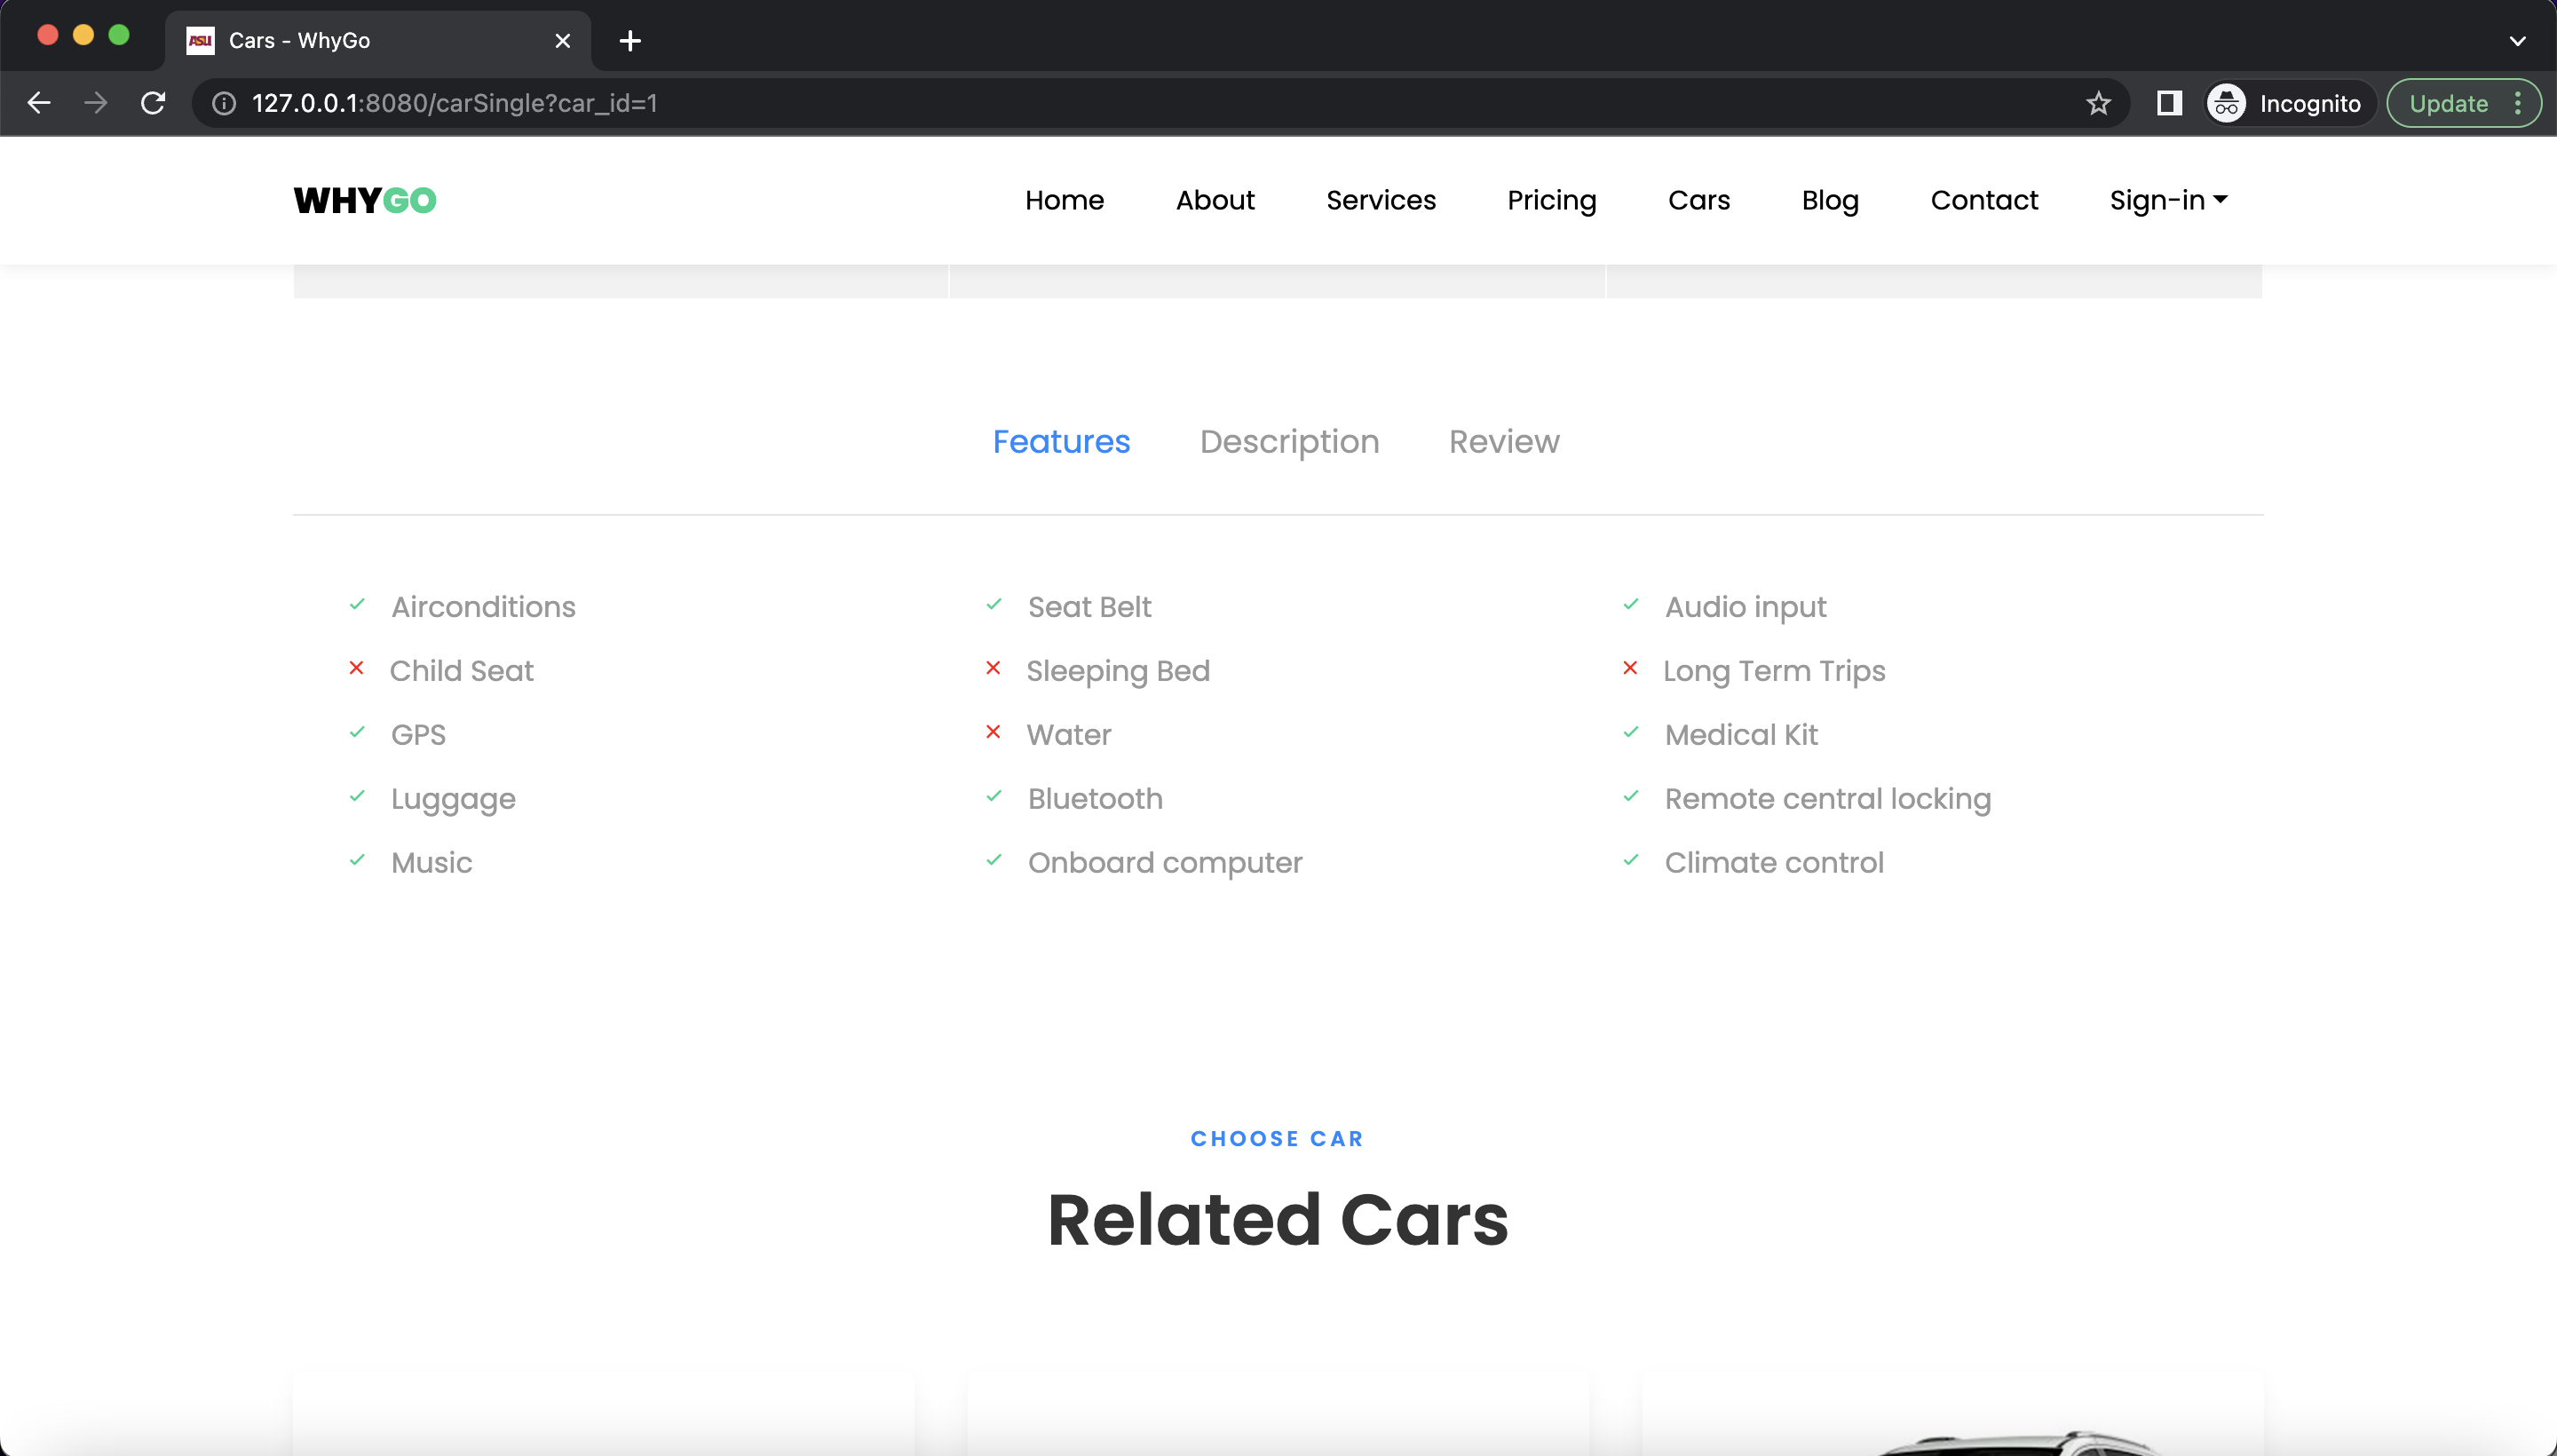 ASU Cars - WhyGo
127.0.0.1:8080/carSingle?car_id=1
Incognito
Update
WHYGO
Home About Services Pricing Cars Blog Contact Sign-in
Features Description Review
Airconditions Seat Belt Audio input
Child Seat Sleeping Bed Long Term Trips
GPS Water Medical Kit
Luggage Bluetooth Remote central locking
Music Onboard computer Climate control
CHOOSE CAR
Related Cars